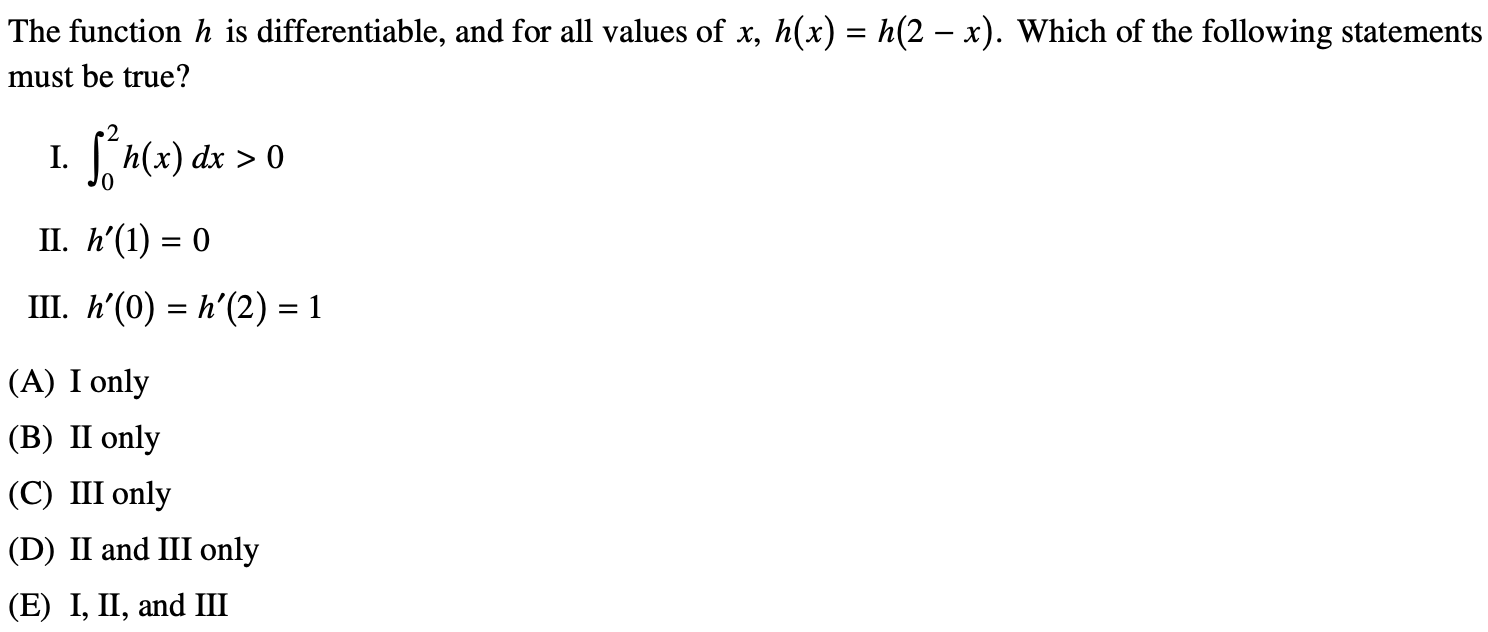 The function h is differentiable, and for all values of x, h(x) = h(2 − x). Which of the following statements
must be true?
I. ∫₀² h(x) dx > 0
II. h′(1) = 0
III. h′(0) = h′(2) = 1
(A) I only
(B) II only
(C) III only
(D) II and III only
(E) I, II, and III